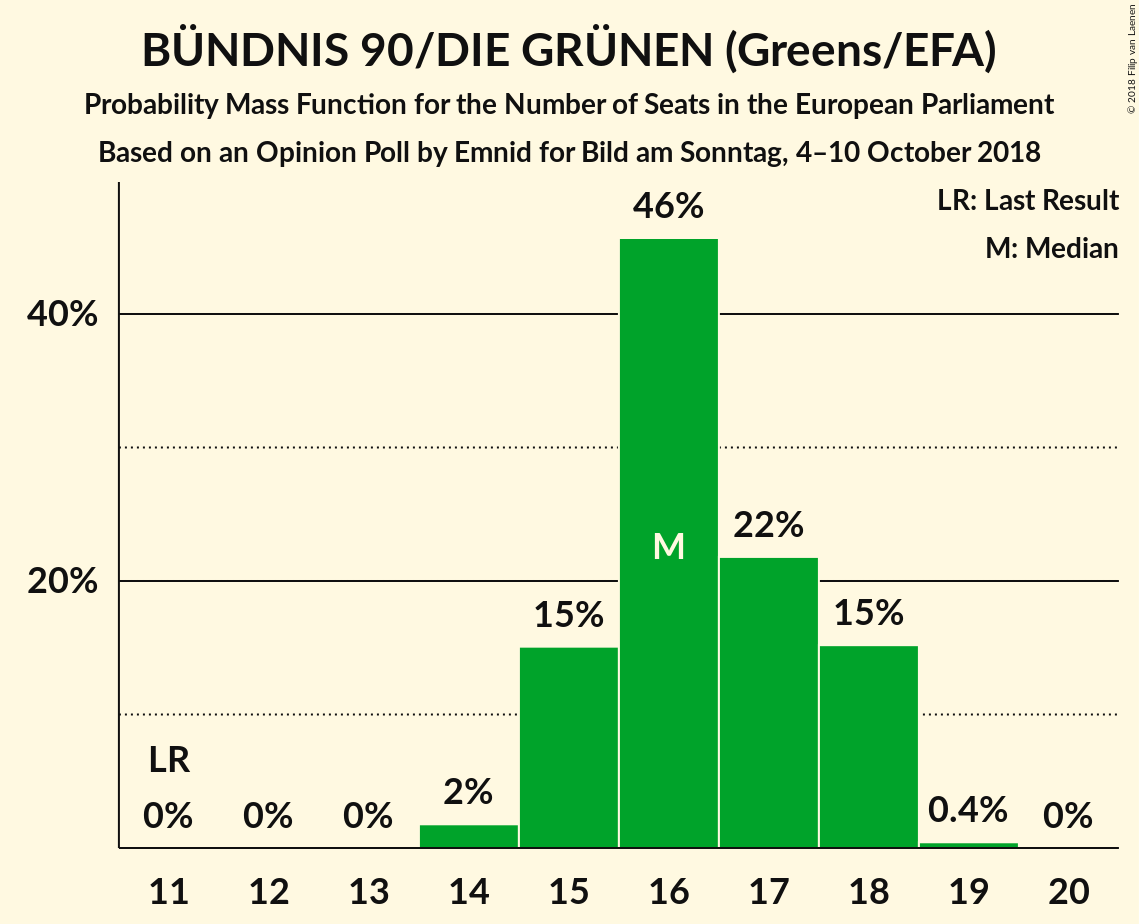 BÜNDNIS 90/DIE GRÜNEN (Greens/EFA)
Probability Mass Function for the Number of Seats in the European Parliament
Based on an Opinion Poll by Emnid for Bild am Sonntag, 4–10 October 2018
© 2018 Filip van Laenen
LR: Last Result
M: Median
46%
40%
M
22%
20%
15%
15%
LR
0%
0%
0%
2%
0.4%
0%
11
12
13
14
15
16
17
18
19
20